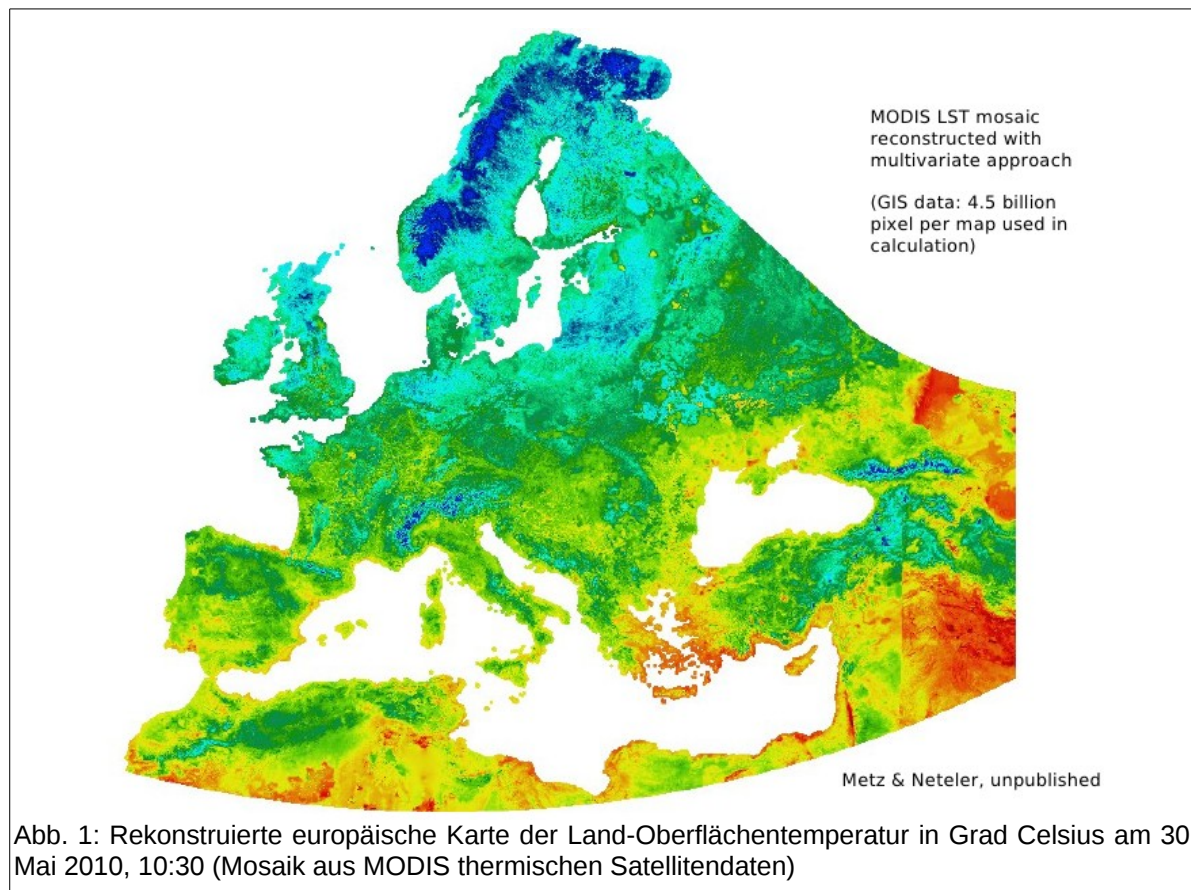 MODIS LST mosaic
reconstructed with
multivariate approach
(GIS data: 4.5 billion
pixel per map used in
calculation)
Metz & Neteler, unpublished
Abb. 1: Rekonstruierte europäische Karte der Land-Oberflächentemperatur in Grad Celsius am 30
Mai 2010, 10:30 (Mosaik aus MODIS thermischen Satellitendaten)